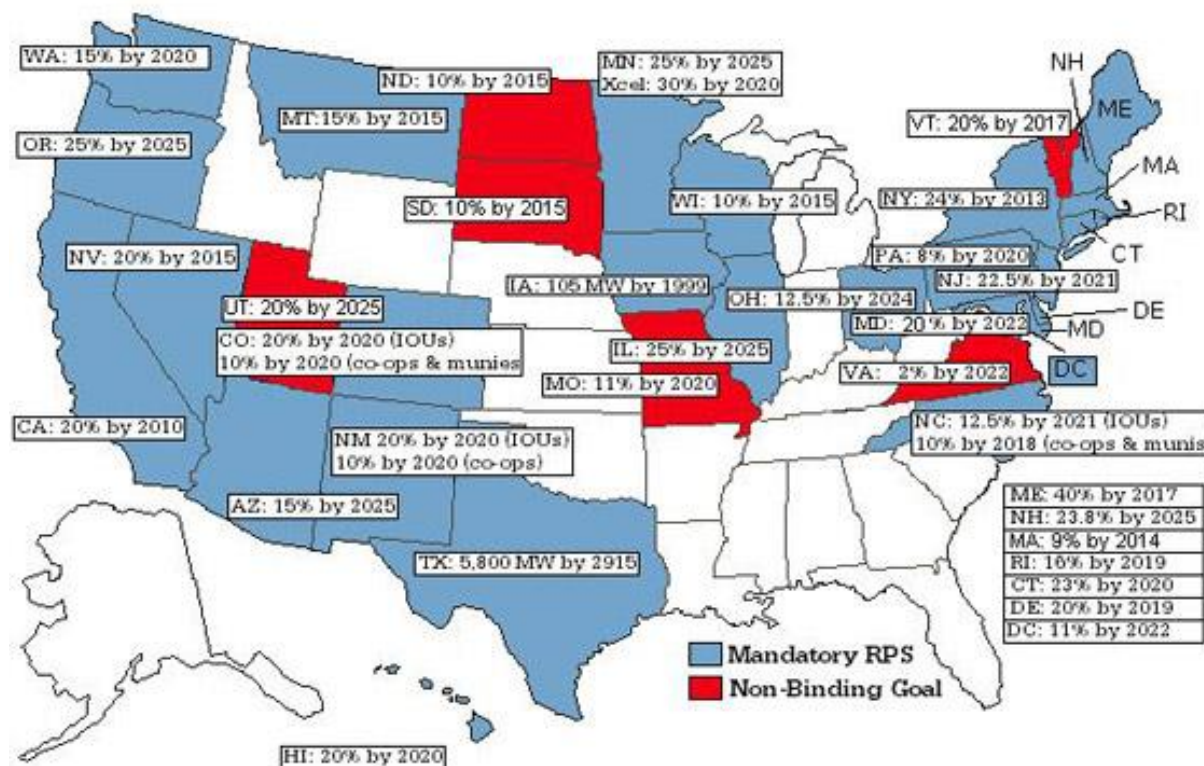 WA: 15% by 2020
ND: 10% by 2015
MN: 25% by 2025
Xcel: 30% by 2020
NH
ME
VT: 20% by 2017
MT:15% by 2015
OR: 25% by 2025
MA
WI: 10% by 2015
NY: 24% by 2013
SD: 10% by 2015
RI
CT
NV: 20% by 2015
PA: 8% by 2020
NJ: 22.5% by 2021
IA: 105 MW by 1999
OH: 12.5% by 2024
UT: 20% by 2025
DE
MD: 20 % by 2022
MD
CO: 20% by 2020 (IOUs)
10% by 2020 (co-ops & munies
IL: 25% by 2025
MO: 11% by 2020
VA: 2% by 2022
DC
CA: 20% by 2010
NM 20% by 2020 (IOUs)
10% by 2020 (co-ops)
NC: 12.5% by 2021 (IOUs)
10% by 2018 (co-ops & munis
AZ: 15% by 2025
TX: 5,800 MW by 2915
ME: 40% by 2017
NH: 23.8% by 2025
MA: 9% by 2014
RI: 16% by 2019
CT: 23% by 2020
DE: 20% by 2019
DC: 11% by 2022
Mandatory RPS
Non-Binding Goal
HI: 20% by 2020